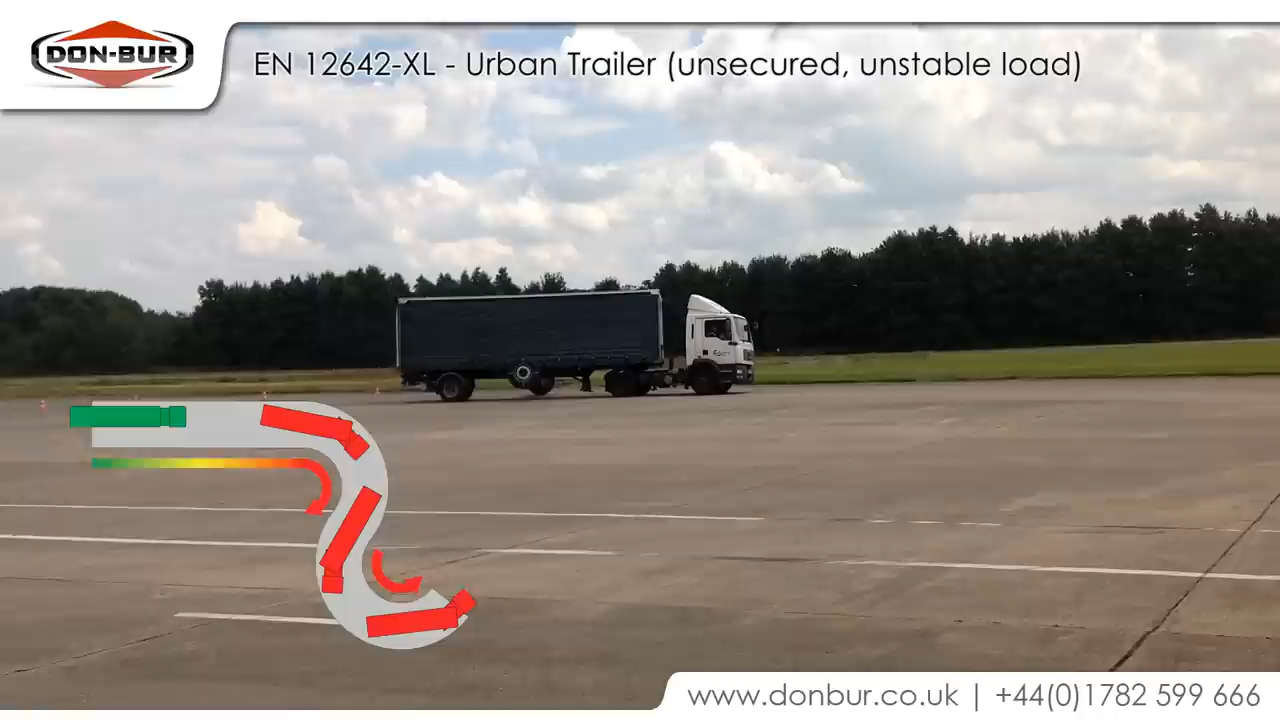 DON-BUR
EN 12642-XL - Urban Trailer (unsecured, unstable load)
www.donbur.co.uk | +44(0)1782 599 666